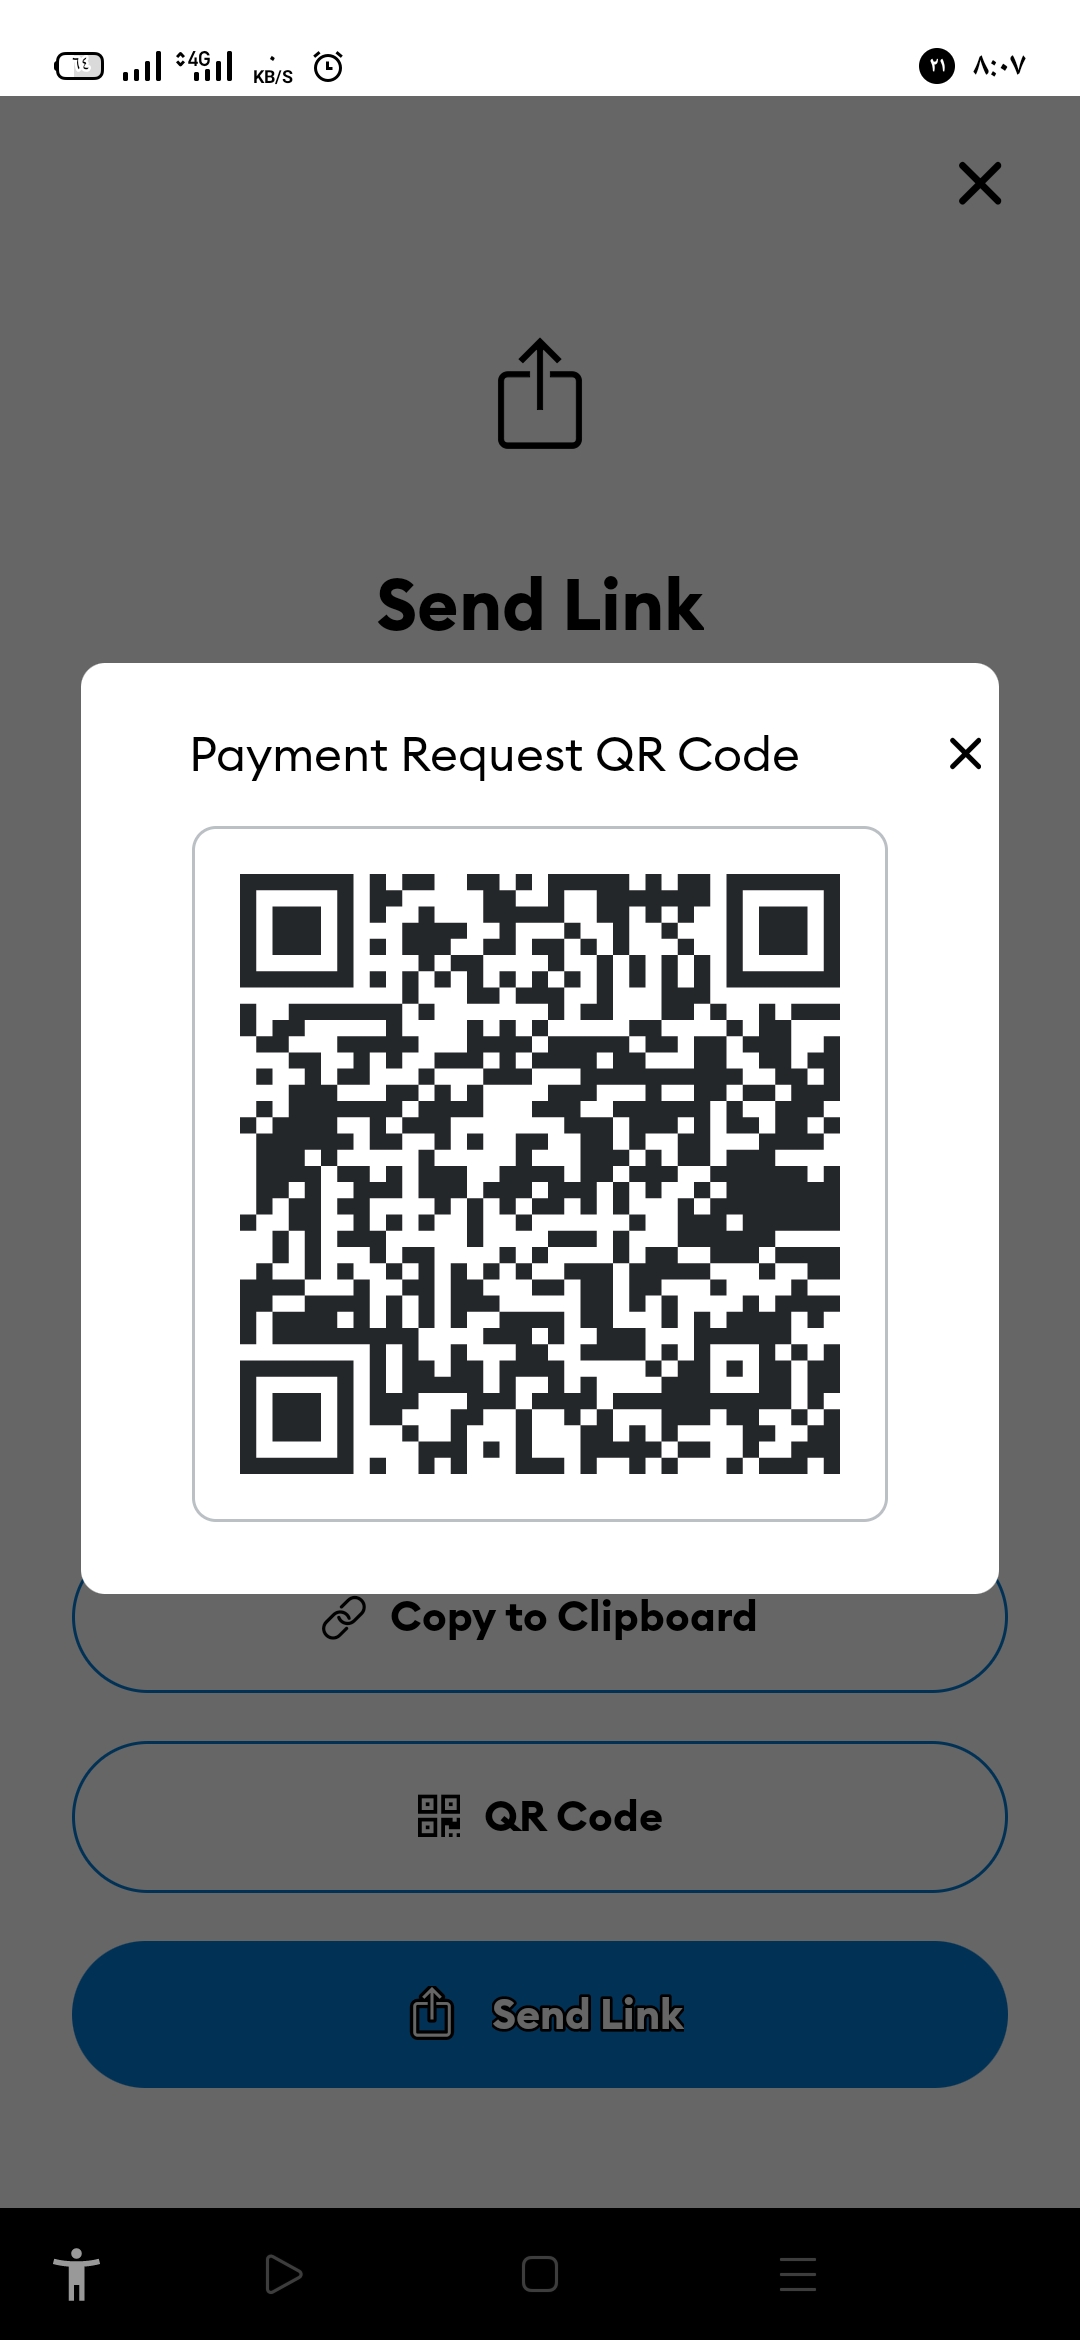 ٦٤ 4G KB/S ٢١ ٨:٠٧
Send Link
Payment Request QR Code
Copy to Clipboard
QR Code
Send Link